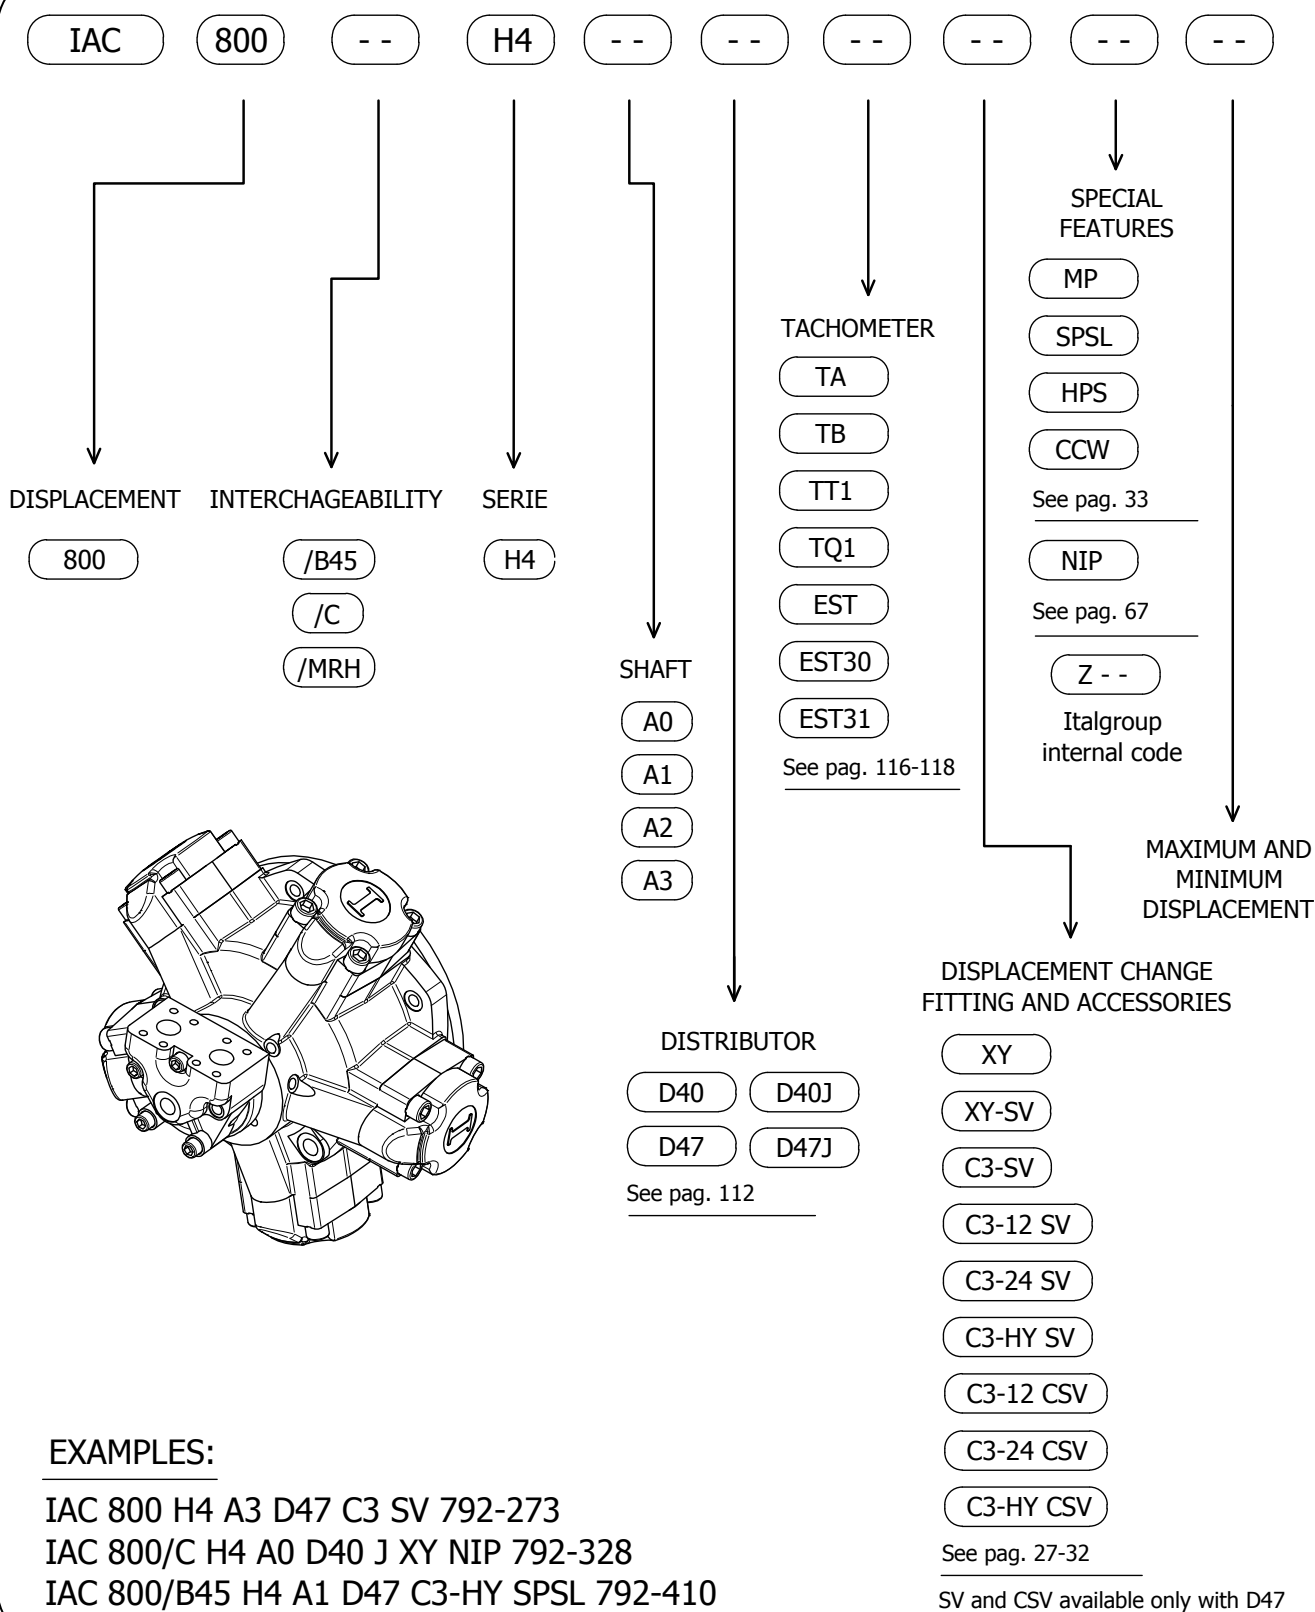 IAC 800 - - H4 - - - - - - - - - - - -
DISPLACEMENT
800
INTERCHAGEABILITY
/B45
/C
/MRH
SERIE
H4
SHAFT
A0
A1
A2
A3
DISTRIBUTOR
D40 D40J
D47 D47J
See pag. 112
TACHOMETER
TA
TB
TT1
TQ1
EST
EST30
EST31
See pag. 116-118
DISPLACEMENT CHANGE
FITTING AND ACCESSORIES
XY
XY-SV
C3-SV
C3-12 SV
C3-24 SV
C3-HY SV
C3-12 CSV
C3-24 CSV
C3-HY CSV
See pag. 27-32
SV and CSV available only with D47
SPECIAL
FEATURES
MP
SPSL
HPS
CCW
See pag. 33
NIP
See pag. 67
Z - -
Italgroup
internal code
MAXIMUM AND
MINIMUM
DISPLACEMENT
EXAMPLES:
IAC 800 H4 A3 D47 C3 SV 792-273
IAC 800/C H4 A0 D40 J XY NIP 792-328
IAC 800/B45 H4 A1 D47 C3-HY SPSL 792-410